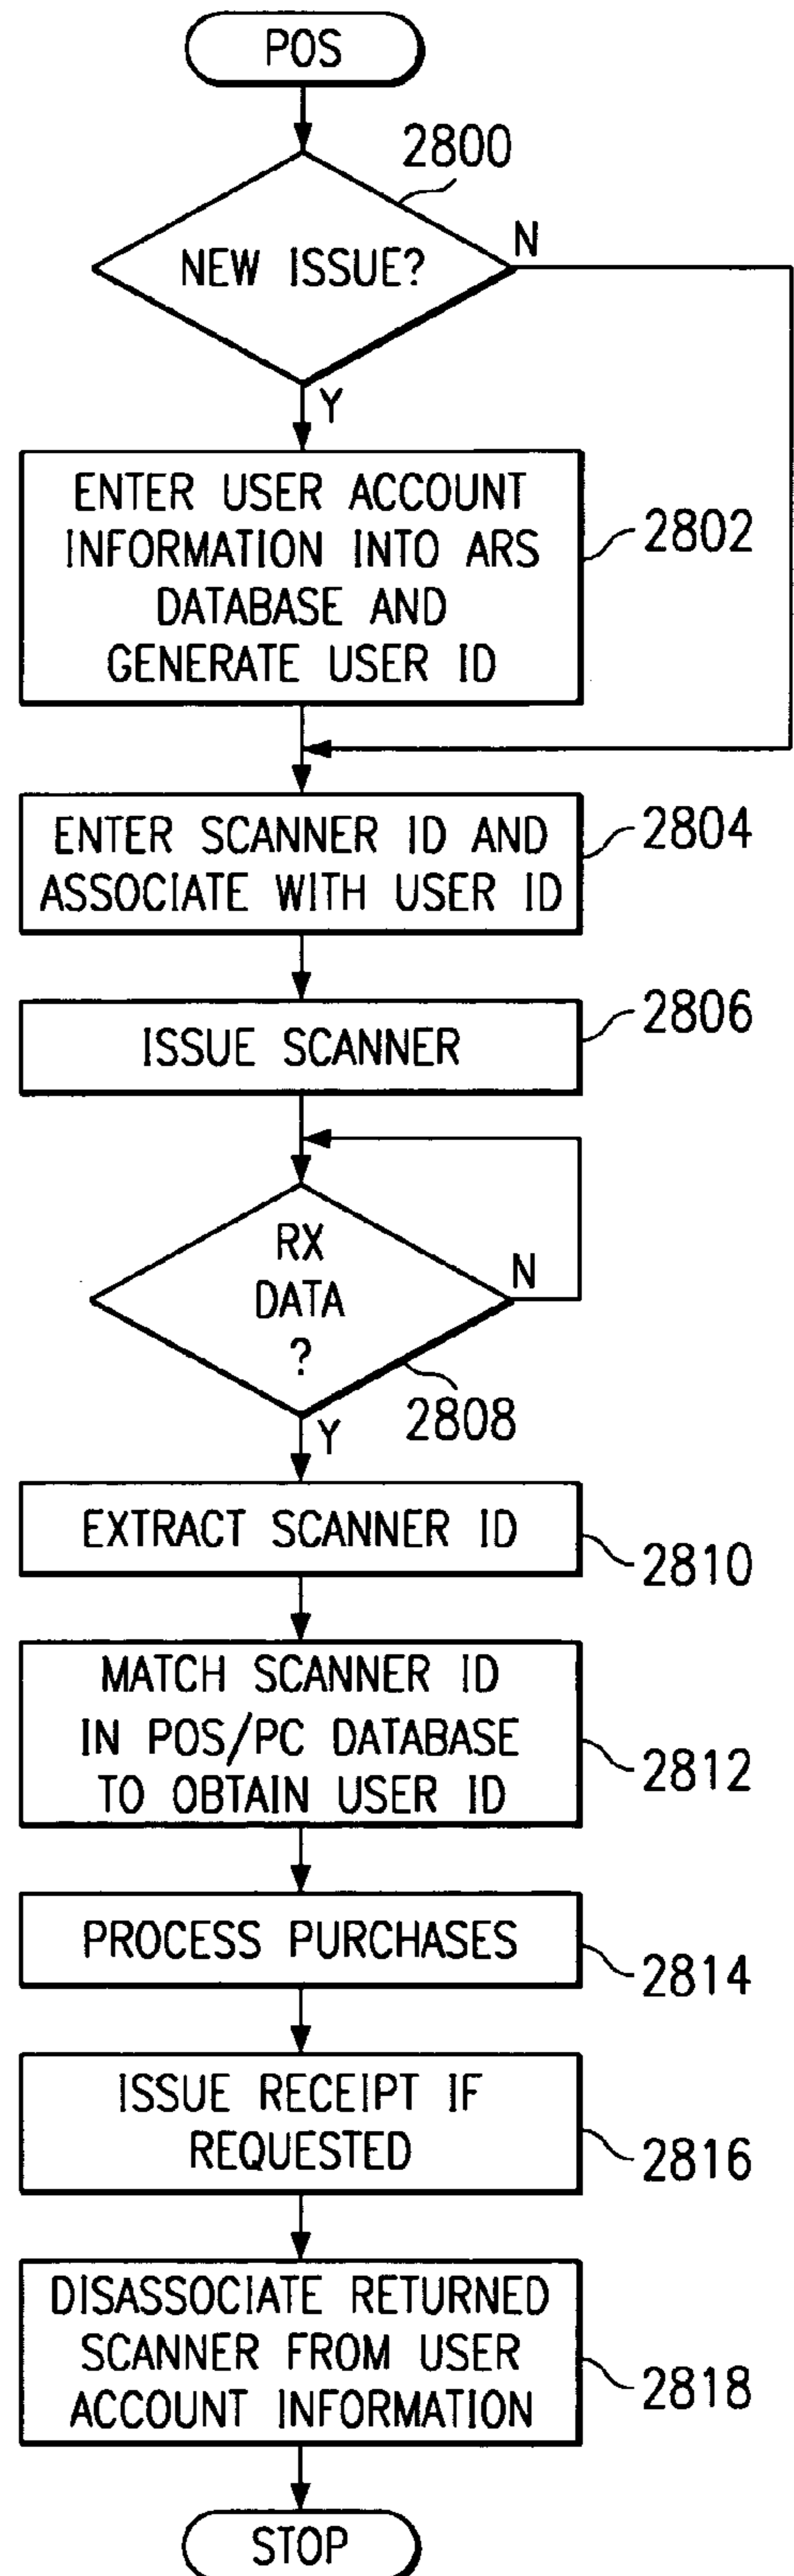 POS
2800
NEW ISSUE?
N
Y
ENTER USER ACCOUNT
INFORMATION INTO ARS
DATABASE AND
GENERATE USER ID
2802
ENTER SCANNER ID AND
ASSOCIATE WITH USER ID
2804
ISSUE SCANNER
2806
RX
DATA
?
N
Y
2808
EXTRACT SCANNER ID
2810
MATCH SCANNER ID
IN POS/PC DATABASE
TO OBTAIN USER ID
2812
PROCESS PURCHASES
2814
ISSUE RECEIPT IF
REQUESTED
2816
DISASSOCIATE RETURNED
SCANNER FROM USER
ACCOUNT INFORMATION
2818
STOP